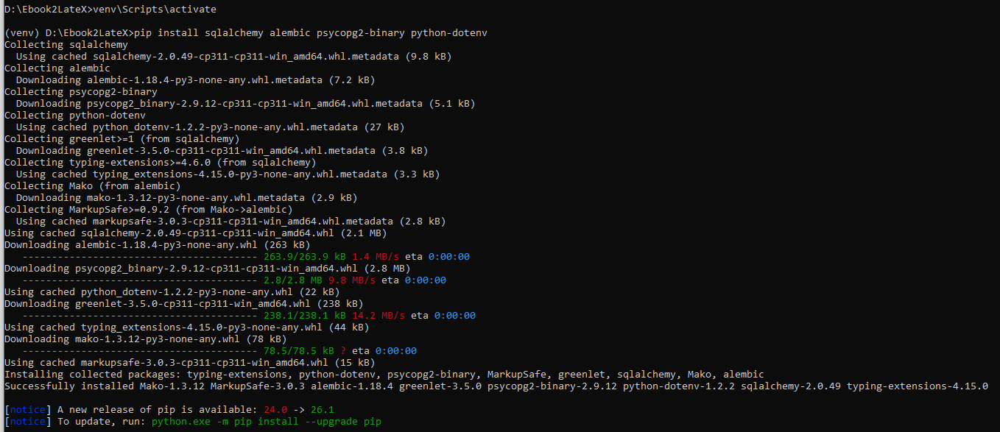 D:\Ebook2LateX>venv\Scripts\activate
(venv) D:\Ebook2LateX>pip install sqlalchemy alembic psycopg2-binary python-dotenv
Collecting sqlalchemy
  Using cached sqlalchemy-2.0.49-cp311-cp311-win_amd64.whl.metadata (9.8 kB)
Collecting alembic
  Downloading alembic-1.18.4-py3-none-any.whl.metadata (7.2 kB)
Collecting psycopg2-binary
  Downloading psycopg2_binary-2.9.12-cp311-cp311-win_amd64.whl.metadata (5.1 kB)
Collecting python-dotenv
  Using cached python_dotenv-1.2.2-py3-none-any.whl.metadata (27 kB)
Collecting greenlet>=1 (from sqlalchemy)
  Downloading greenlet-3.5.0-cp311-cp311-win_amd64.whl.metadata (3.8 kB)
Collecting typing-extensions>=4.6.0 (from sqlalchemy)
  Using cached typing_extensions-4.15.0-py3-none-any.whl.metadata (3.3 kB)
Collecting Mako (from alembic)
  Downloading mako-1.3.12-py3-none-any.whl.metadata (2.9 kB)
Collecting MarkupSafe>=0.9.2 (from Mako->alembic)
  Using cached markupsafe-3.0.3-cp311-cp311-win_amd64.whl.metadata (2.8 kB)
Using cached sqlalchemy-2.0.49-cp311-cp311-win_amd64.whl (2.1 MB)
Downloading alembic-1.18.4-py3-none-any.whl (263 kB)
   ---------------------------------------- 263.9/263.9 kB 1.4 MB/s eta 0:00:00
Downloading psycopg2_binary-2.9.12-cp311-cp311-win_amd64.whl (2.8 MB)
   ---------------------------------------- 2.8/2.8 MB 9.8 MB/s eta 0:00:00
Using cached python_dotenv-1.2.2-py3-none-any.whl (22 kB)
Downloading greenlet-3.5.0-cp311-cp311-win_amd64.whl (238 kB)
   ---------------------------------------- 238.1/238.1 kB 14.2 MB/s eta 0:00:00
Using cached typing_extensions-4.15.0-py3-none-any.whl (44 kB)
Downloading mako-1.3.12-py3-none-any.whl (78 kB)
   ---------------------------------------- 78.5/78.5 kB ? eta 0:00:00
Using cached markupsafe-3.0.3-cp311-cp311-win_amd64.whl (15 kB)
Installing collected packages: typing-extensions, python-dotenv, psycopg2-binary, MarkupSafe, greenlet, sqlalchemy, Mako, alembic
Successfully installed Mako-1.3.12 MarkupSafe-3.0.3 alembic-1.18.4 greenlet-3.5.0 psycopg2-binary-2.9.12 python-dotenv-1.2.2 sqlalchemy-2.0.49 typing-extensions-4.15.0
[notice] A new release of pip is available: 24.0 -> 26.1
[notice] To update, run: python.exe -m pip install --upgrade pip